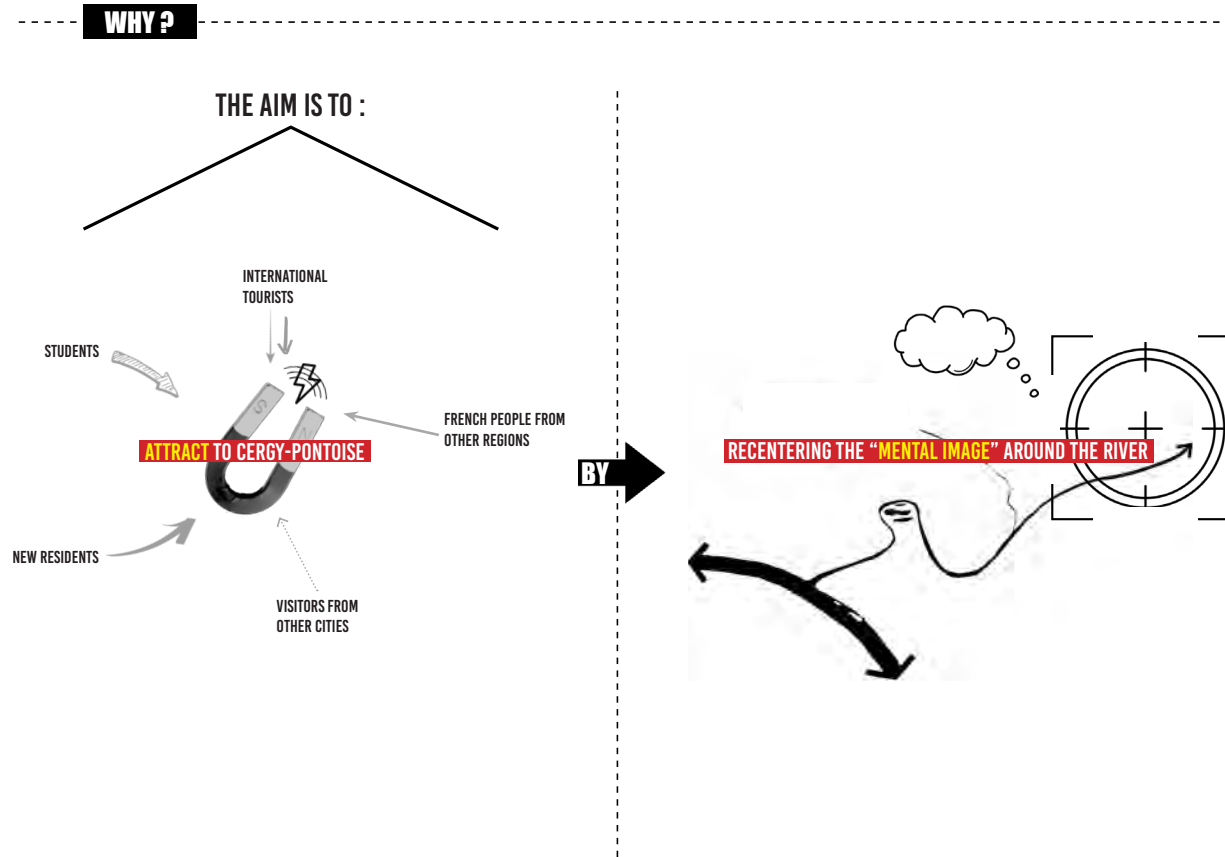 WHY ?
THE AIM IS TO :
INTERNATIONAL
TOURISTS
STUDENTS
S
N
FRENCH PEOPLE FROM
OTHER REGIONS
ATTRACT TO CERGY-PONTOISE
NEW RESIDENTS
VISITORS FROM
OTHER CITIES
BY
RECENTERING THE “MENTAL IMAGE” AROUND THE RIVER